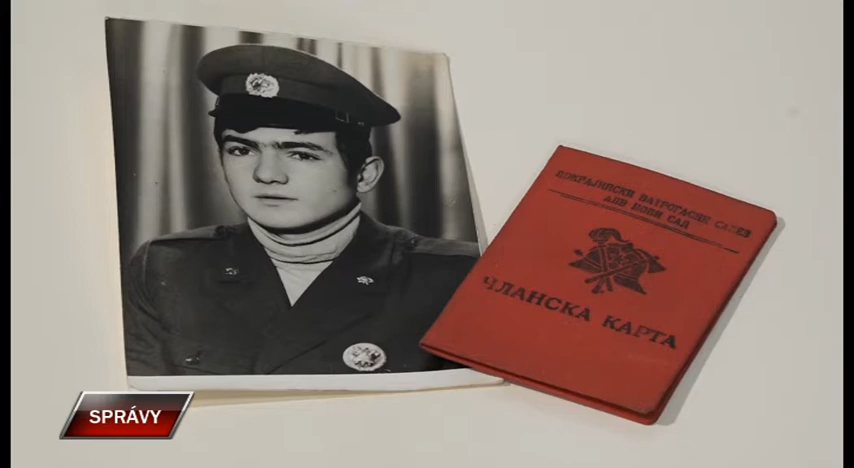 ПОКРАЈИНСКИ ВАТРОГАСНИ САВЕЗ
АПВ НОВИ САД
ЧЛАНСКА КАРТА
SPRÁVY